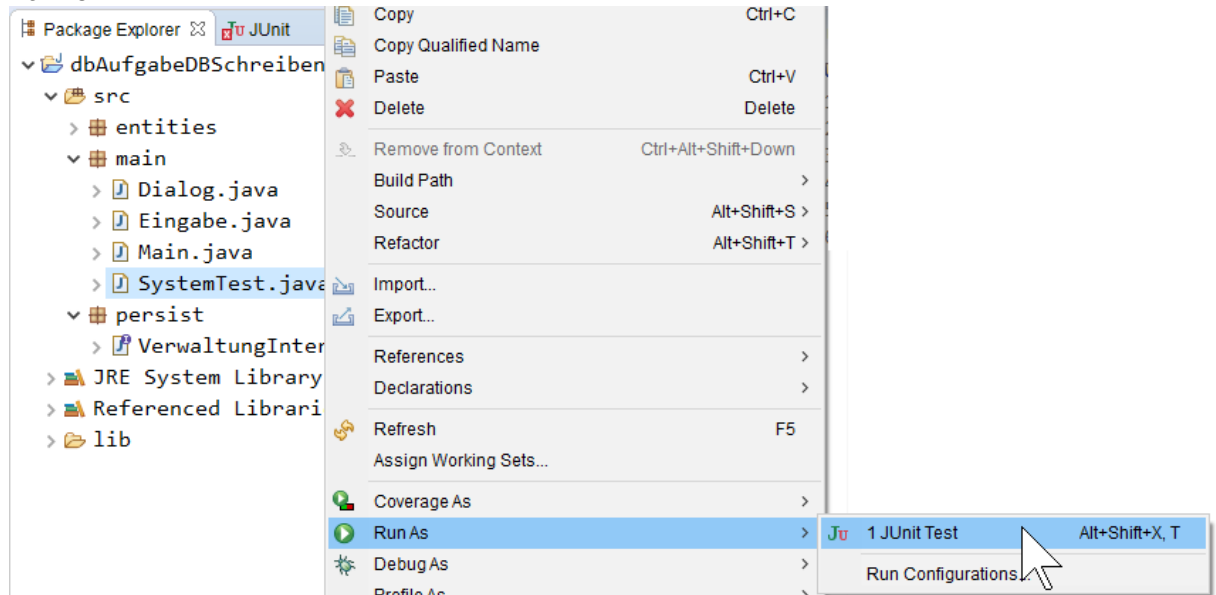 Package Explorer JUnit
dbAufgabeDBSchreiben
src
entities
main
Dialog.java
Eingabe.java
Main.java
SystemTest.java
persist
VerwaltungInter
JRE System Library
Referenced Librari
lib
Copy Ctrl+C
Copy Qualified Name
Paste Ctrl+V
Delete Delete
Remove from Context Ctrl+Alt+Shift+Down
Build Path >
Source Alt+Shift+S >
Refactor Alt+Shift+T >
Import...
Export...
References >
Declarations >
Refresh F5
Assign Working Sets...
Coverage As >
Run As >
Debug As >
Profile As
JU 1 JUnit Test Alt+Shift+X, T
Run Configurations...